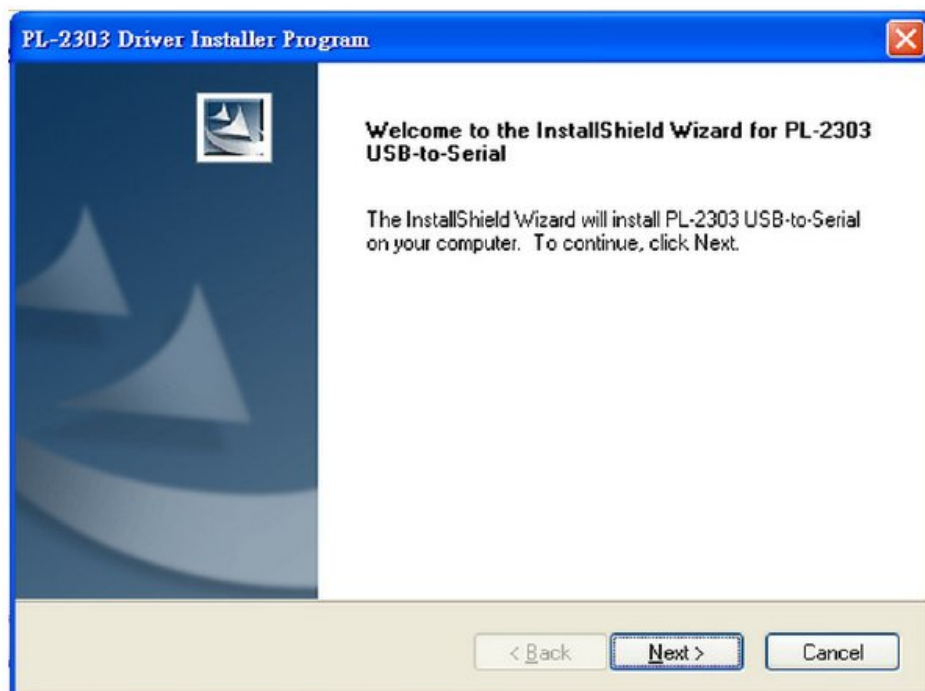 PL-2303 Driver Installer Program
Welcome to the InstallShield Wizard for PL-2303
USB-to-Serial
The InstallShield Wizard will install PL-2303 USB-to-Serial
on your computer. To continue, click Next.
< Back Next > Cancel